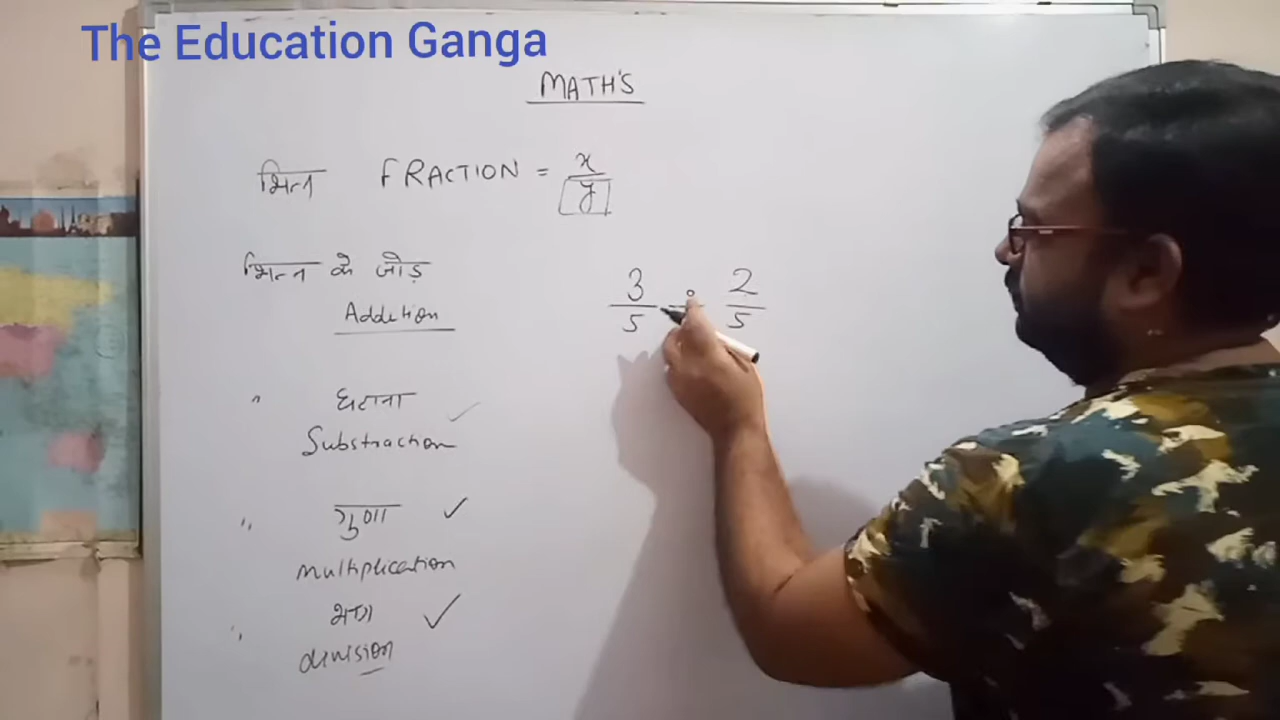 The Education Ganga
MATH'S
भिन्न FRACTION = x/y
भिन्न के जोड़
Addition
3/5 ÷ 2/5
" घटाना ✓
Substraction
" गुणा ✓
multiplication
" भाग ✓
division